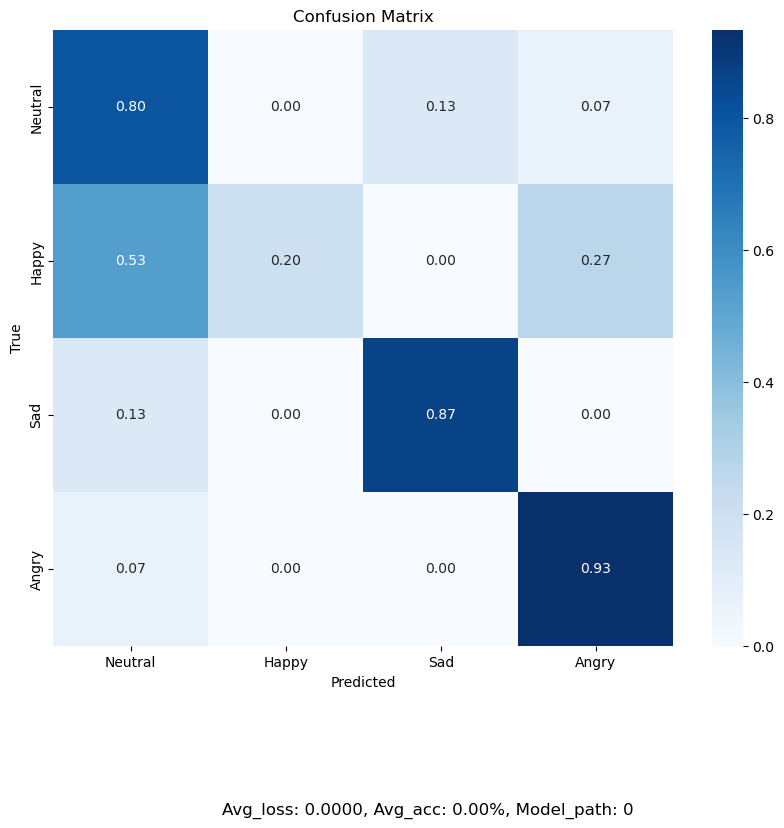 Confusion Matrix
Neutral 0.80 0.00 0.13 0.07
Happy 0.53 0.20 0.00 0.27
Sad 0.13 0.00 0.87 0.00
Angry 0.07 0.00 0.00 0.93
True
Neutral Happy Sad Angry
Predicted
0.8
0.6
0.4
0.2
0.0
Avg_loss: 0.0000, Avg_acc: 0.00%, Model_path: 0